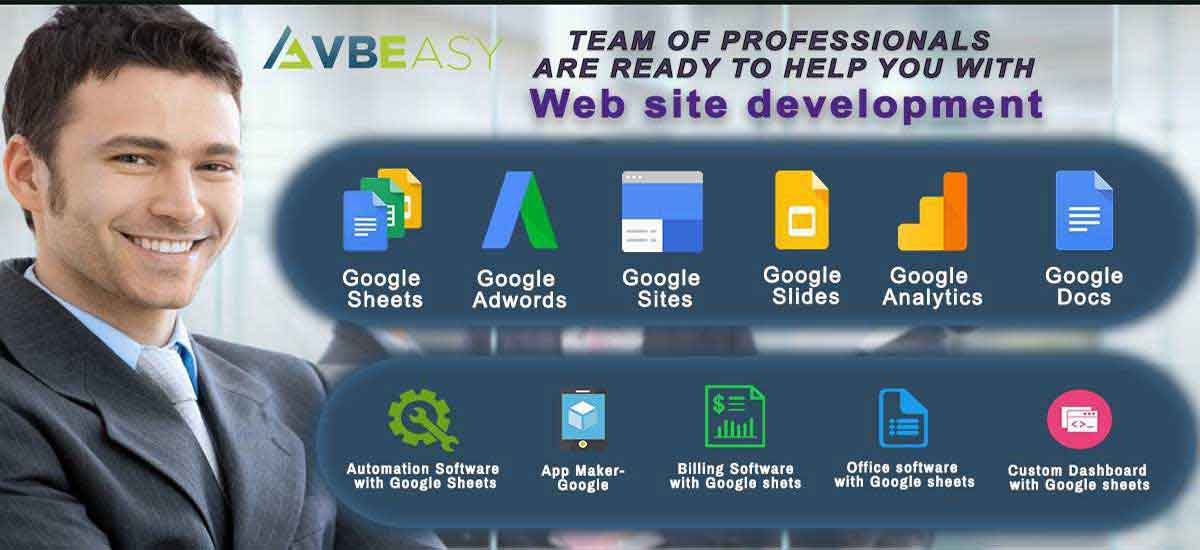 AVBEASY
TEAM OF PROFESSIONALS
ARE READY TO HELP YOU WITH
Web site development
Google
Sheets
Google
Adwords
Google
Sites
Google
Slides
Google
Analytics
Google
Docs
Automation Software
with Google Sheets
App Maker-
Google
Billing Software
with Google shets
Office software
with Google sheets
Custom Dashboard
with Google sheets